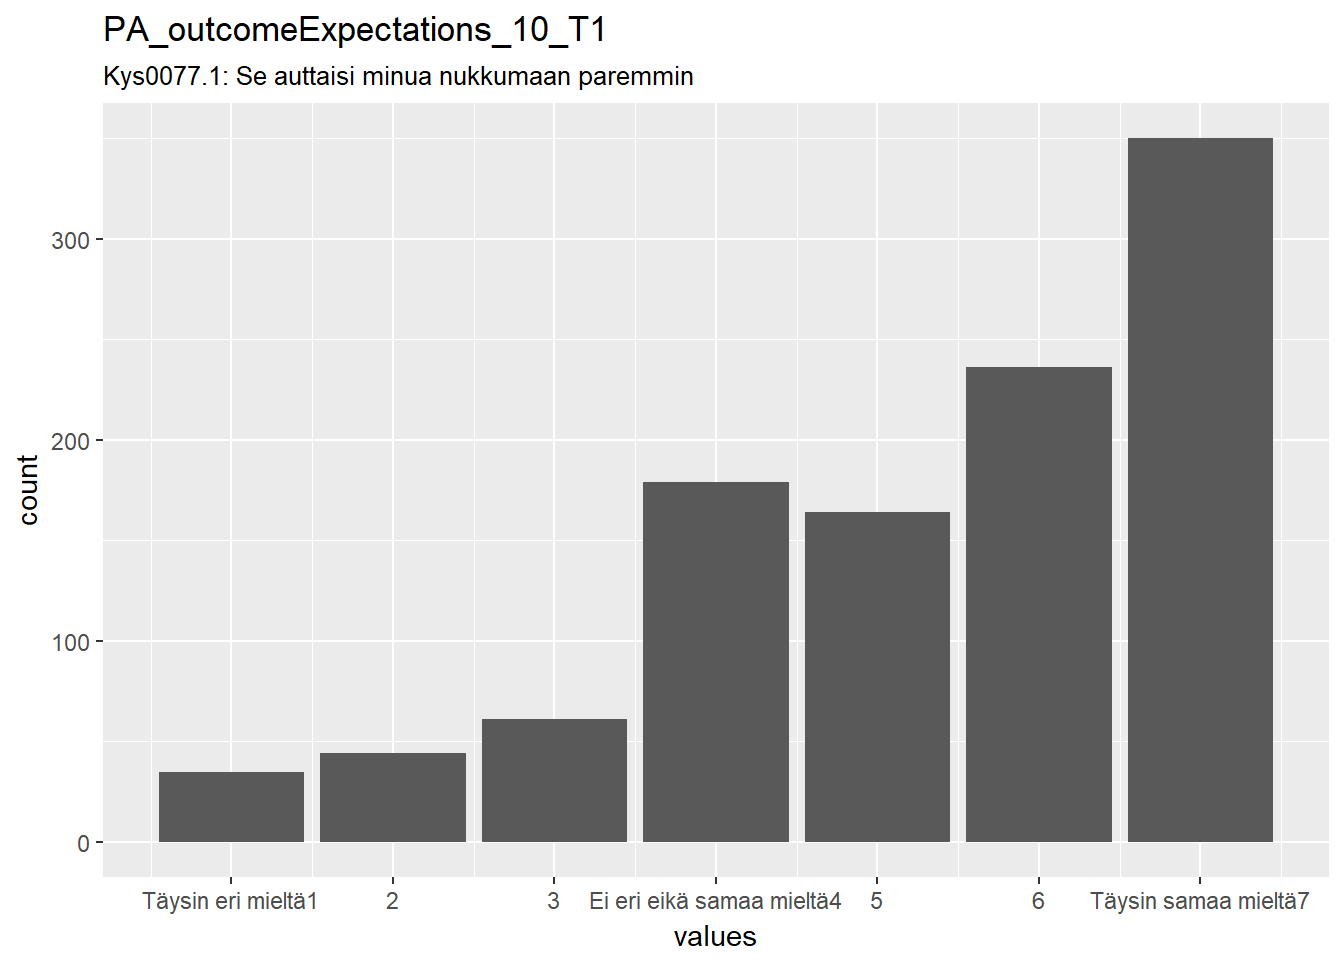 PA_outcomeExpectations_10_T1
Kys0077.1: Se auttaisi minua nukkumaan paremmin
count
300
200
100
0
Täysin eri mieltä1 2 3 Ei eri eikä samaa mieltä4 5 6 Täysin samaa mieltä7
values